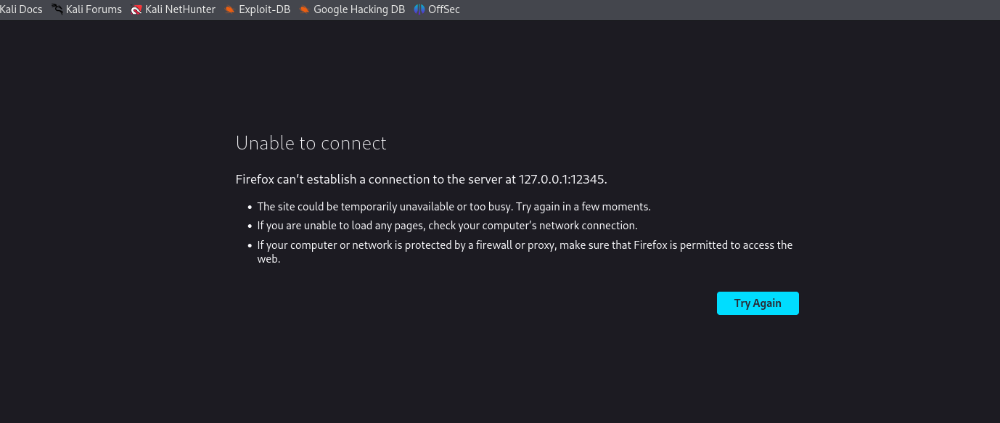 Kali Docs Kali Forums Kali NetHunter Exploit-DB Google Hacking DB OffSec
Unable to connect
Firefox can’t establish a connection to the server at 127.0.0.1:12345.
• The site could be temporarily unavailable or too busy. Try again in a few moments.
• If you are unable to load any pages, check your computer’s network connection.
• If your computer or network is protected by a firewall or proxy, make sure that Firefox is permitted to access the
web.
Try Again